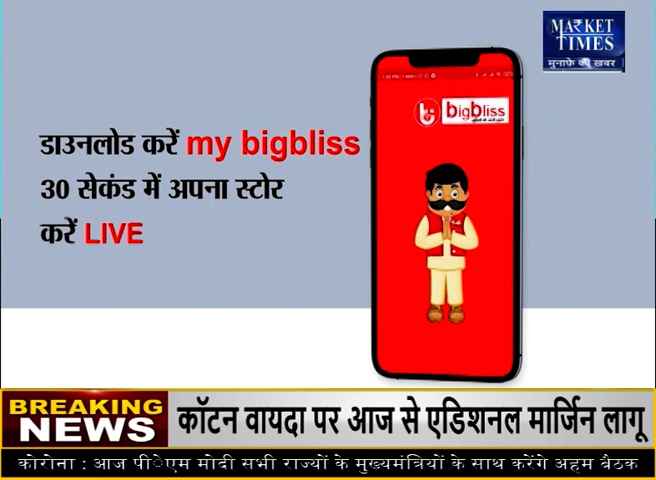 MARKET
TIMES
मुनाफे की खबर
bigbliss
डाउनलोड करें my bigbliss
30 सेकंड में अपना स्टोर
करें LIVE
BREAKING
NEWS
कॉटन वायदा पर आज से एडिशनल मार्जिन लागू
कोरोना : आज पीएेम मोदी सभी राज्यों के मुख्यमंत्रियों के साथ करेंगे अहम बैठक